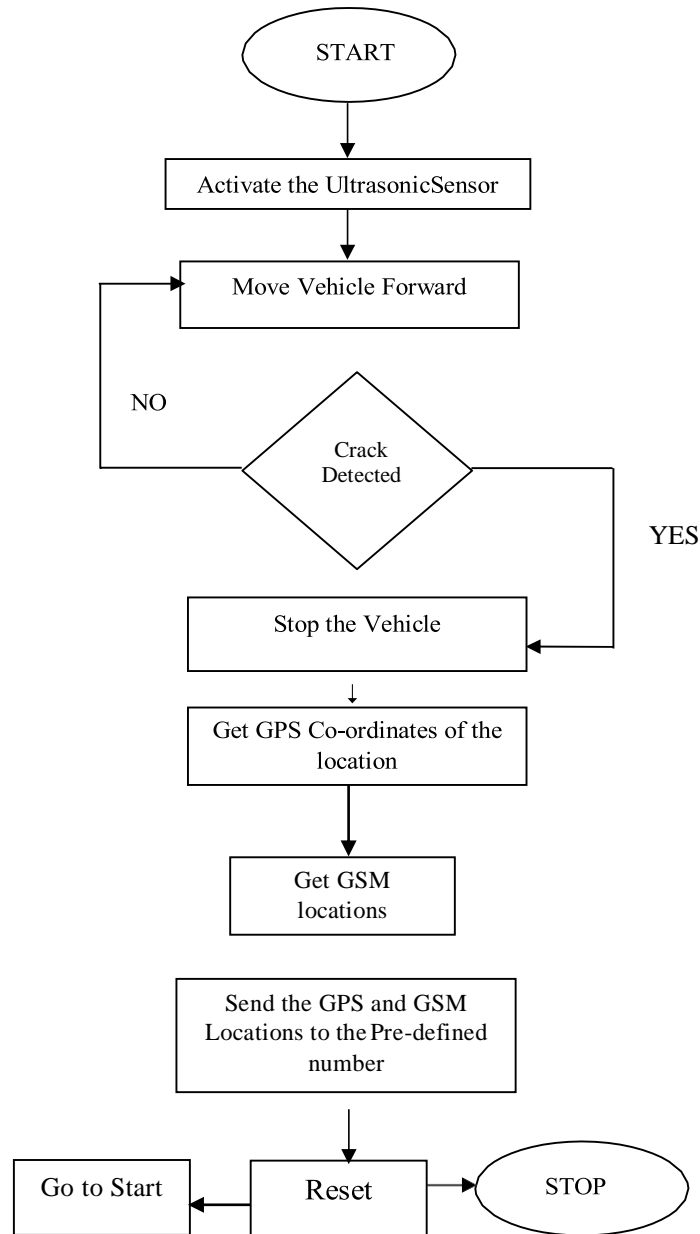 START
Activate the UltrasonicSensor
Move Vehicle Forward
NO
Crack
Detected
YES
Stop the Vehicle
Get GPS Co-ordinates of the
location
Get GSM
locations
Send the GPS and GSM
Locations to the Pre-defined
number
Go to Start
Reset
STOP